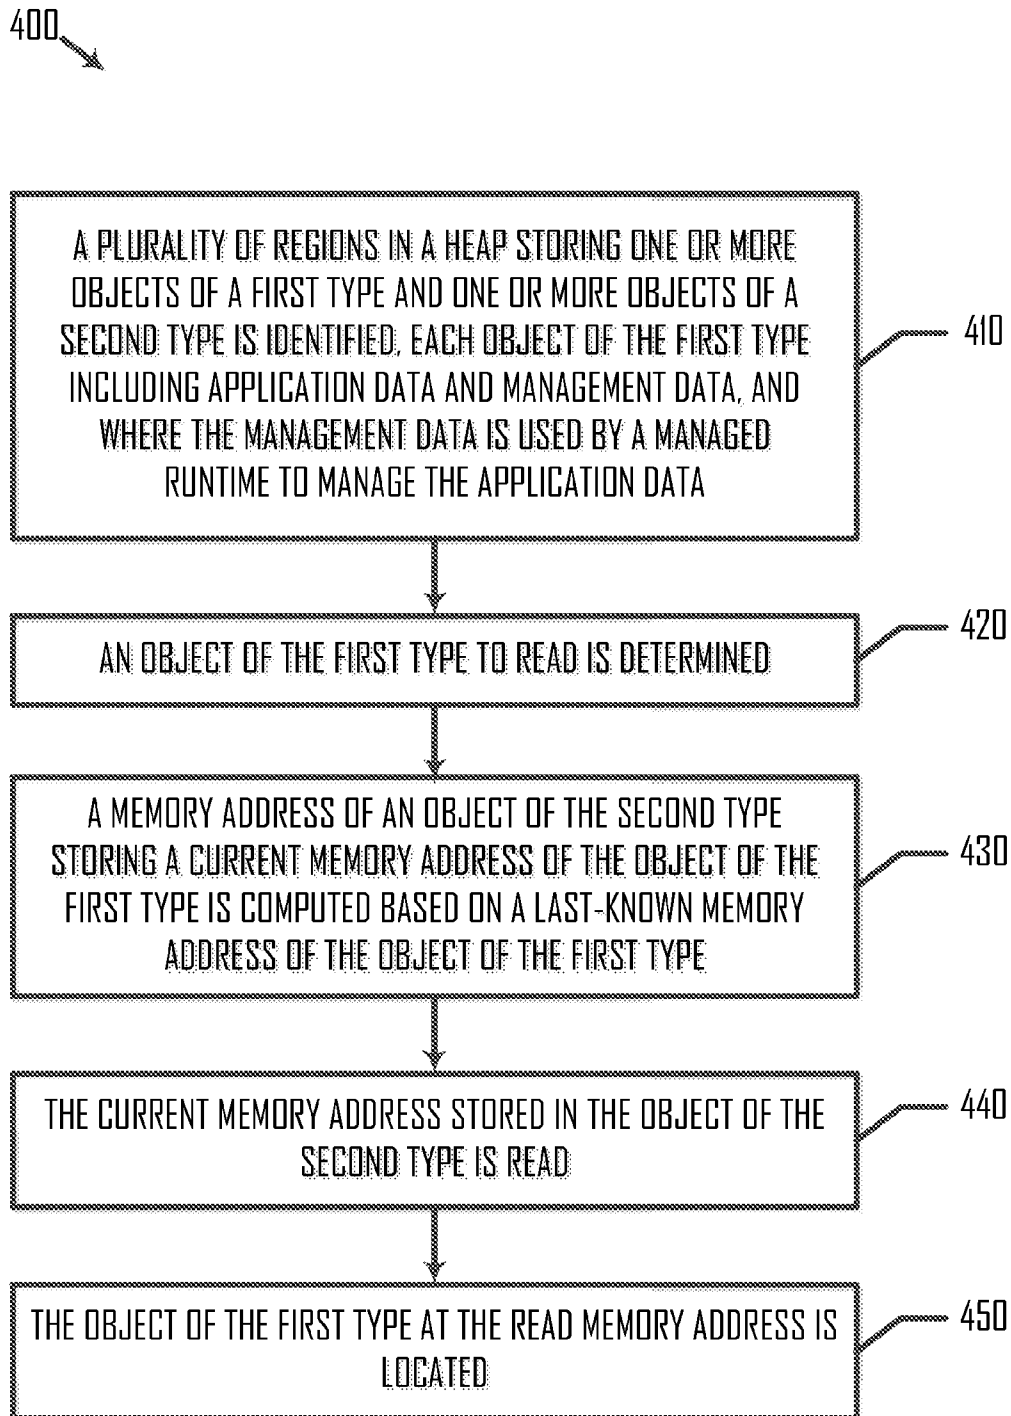 400
A PLURALITY OF REGIONS IN A HEAP STORING ONE OR MORE
OBJECTS OF A FIRST TYPE AND ONE OR MORE OBJECTS OF A
SECOND TYPE IS IDENTIFIED, EACH OBJECT OF THE FIRST TYPE
INCLUDING APPLICATION DATA AND MANAGEMENT DATA, AND
WHERE THE MANAGEMENT DATA IS USED BY A MANAGED
RUNTIME TO MANAGE THE APPLICATION DATA
410
AN OBJECT OF THE FIRST TYPE TO READ IS DETERMINED
420
A MEMORY ADDRESS OF AN OBJECT OF THE SECOND TYPE
STORING A CURRENT MEMORY ADDRESS OF THE OBJECT OF THE
FIRST TYPE IS COMPUTED BASED ON A LAST-KNOWN MEMORY
ADDRESS OF THE OBJECT OF THE FIRST TYPE
430
THE CURRENT MEMORY ADDRESS STORED IN THE OBJECT OF THE
SECOND TYPE IS READ
440
THE OBJECT OF THE FIRST TYPE AT THE READ MEMORY ADDRESS IS
LOCATED
450